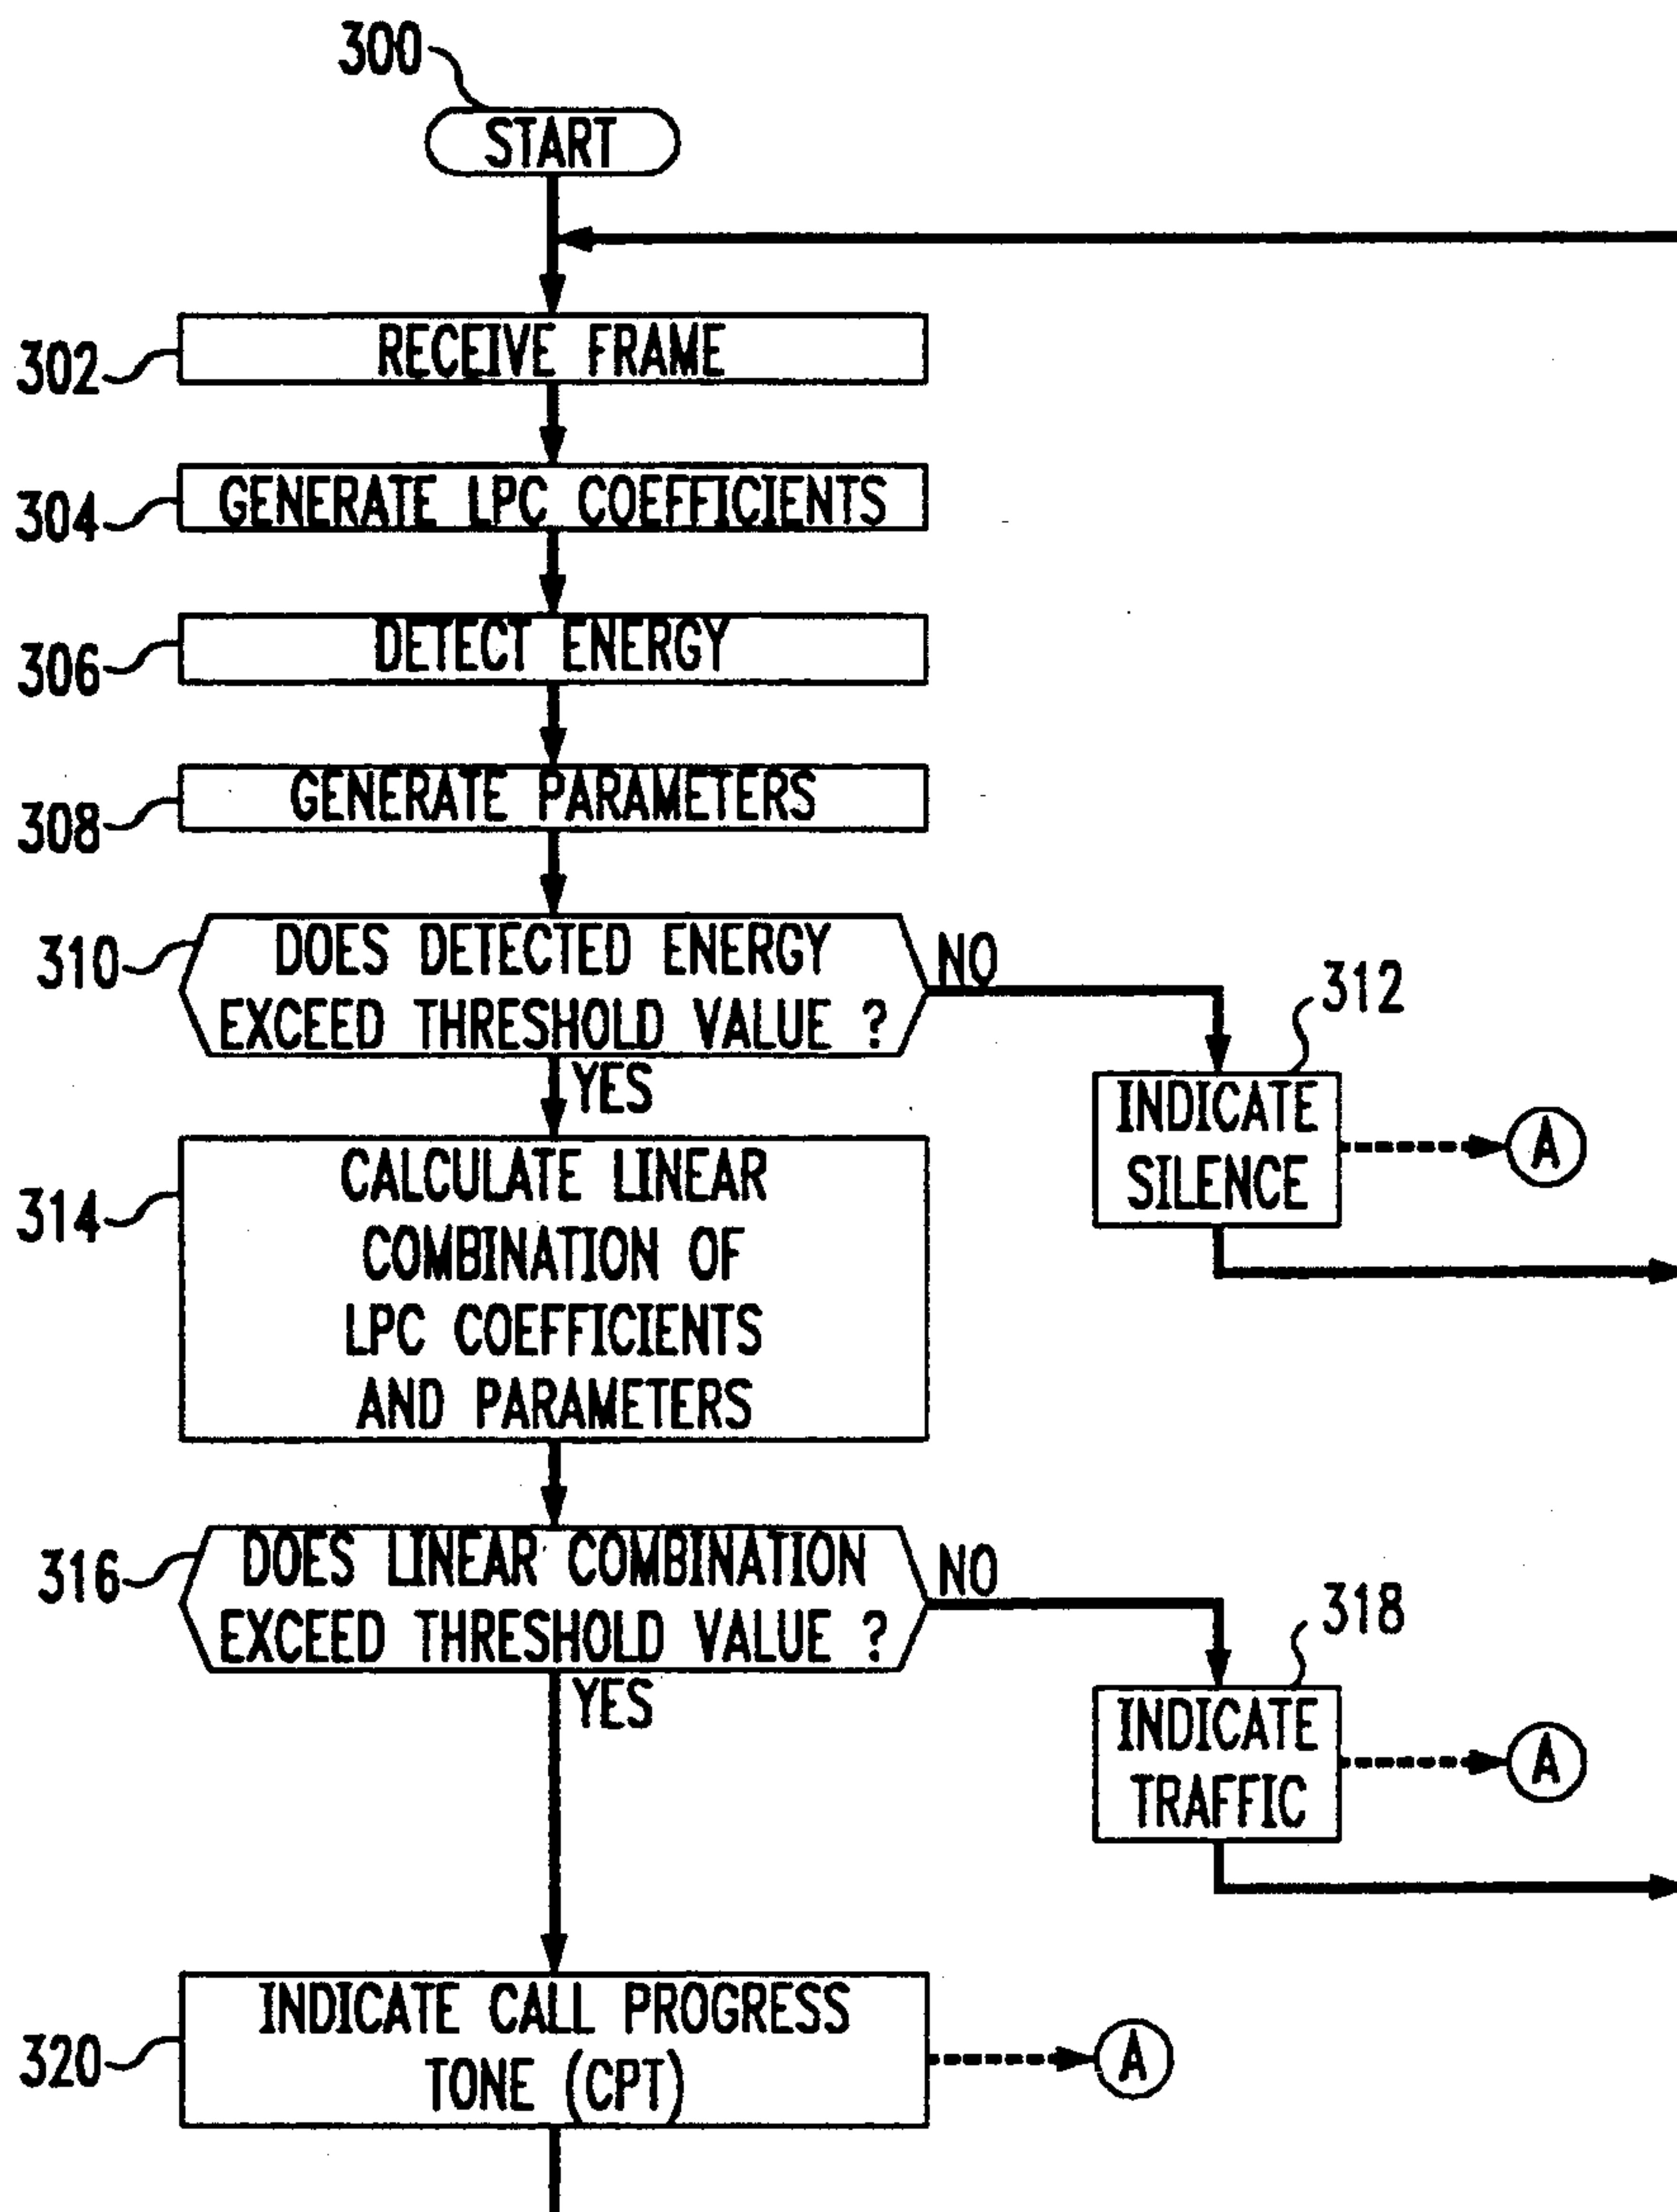 300
START
302
RECEIVE FRAME
304
GENERATE LPC COEFFICIENTS
306
DETECT ENERGY
308
GENERATE PARAMETERS
310
DOES DETECTED ENERGY
EXCEED THRESHOLD VALUE ?
NO
YES
312
INDICATE
SILENCE
A
314
CALCULATE LINEAR
COMBINATION OF
LPC COEFFICIENTS
AND PARAMETERS
316
DOES LINEAR COMBINATION
EXCEED THRESHOLD VALUE ?
NO
YES
318
INDICATE
TRAFFIC
A
320
INDICATE CALL PROGRESS
TONE (CPT)
A